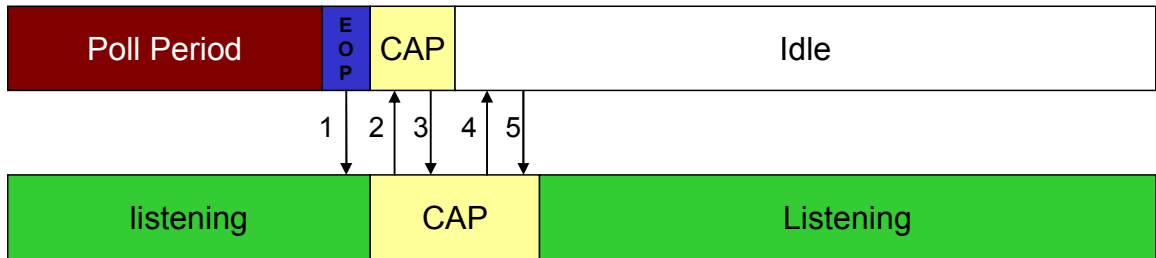 Poll Period
E
O
P
CAP
Idle
1 2 3 4 5
listening
CAP
Listening